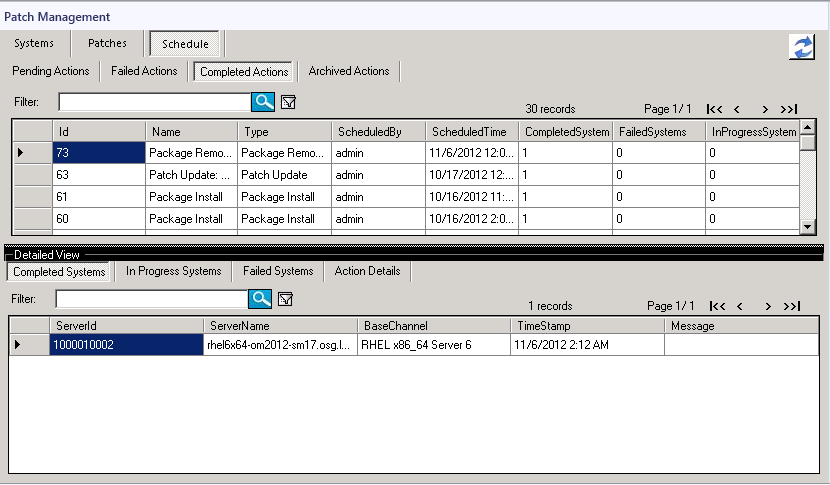 Patch Management
Systems Patches Schedule
Pending Actions Failed Actions Completed Actions Archived Actions
Filter:
30 records Page 1/ 1 |<< < > >>|
Id Name Type ScheduledBy ScheduledTime CompletedSystem FailedSystems InProgressSystem
73 Package Remo... Package Remo... admin 11/6/2012 12:0... 1 0 0
63 Patch Update: ... Patch Update admin 10/17/2012 12:... 1 0 0
61 Package Install Package Install admin 10/16/2012 11:... 1 0 0
60 Package Install Package Install admin 10/16/2012 2:0... 1 0 0
Detailed View
Completed Systems In Progress Systems Failed Systems Action Details
Filter:
1 records Page 1/ 1 |<< < > >>|
ServerId ServerName BaseChannel TimeStamp Message
1000010002 rhel6x64-om2012-sm17.osg.l... RHEL x86_64 Server 6 11/6/2012 2:12 AM